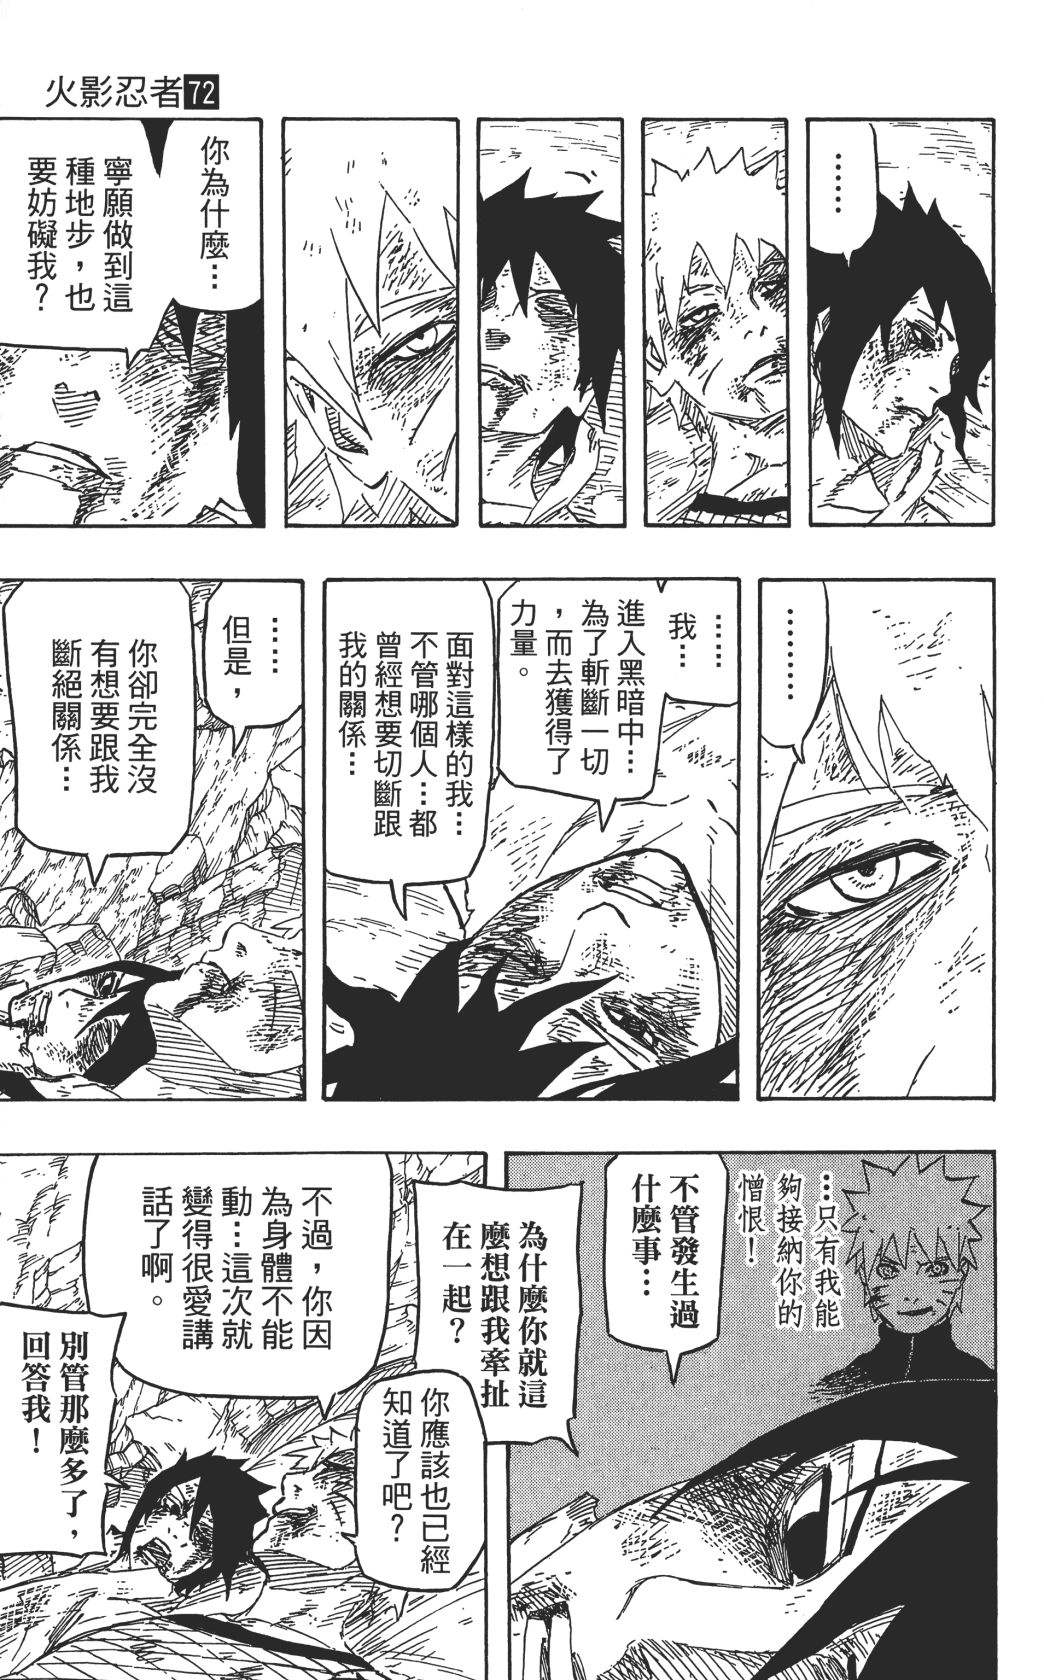 火影忍者72
……
你為什麼…
寧願做到這
種地步，也
要妨礙我？
………
……
我…
進入黑暗中…
為了斬斷一切
，而去獲得了
力量。
面對這樣的我…
不管哪個人…都
曾經想要切斷跟
我的關係…
……
但是，
你卻完全沒
有想要跟我
斷絕關係…
…只有我能
夠接納你的
憎恨！
不管發生過
什麼事…
為什麼你就這
麼想跟我牽扯
在一起？
你應該也已經
知道了吧？
不過，你因
為身體不能
動…這次就
變得很愛講
話了啊。
別管那麼多了，
回答我！